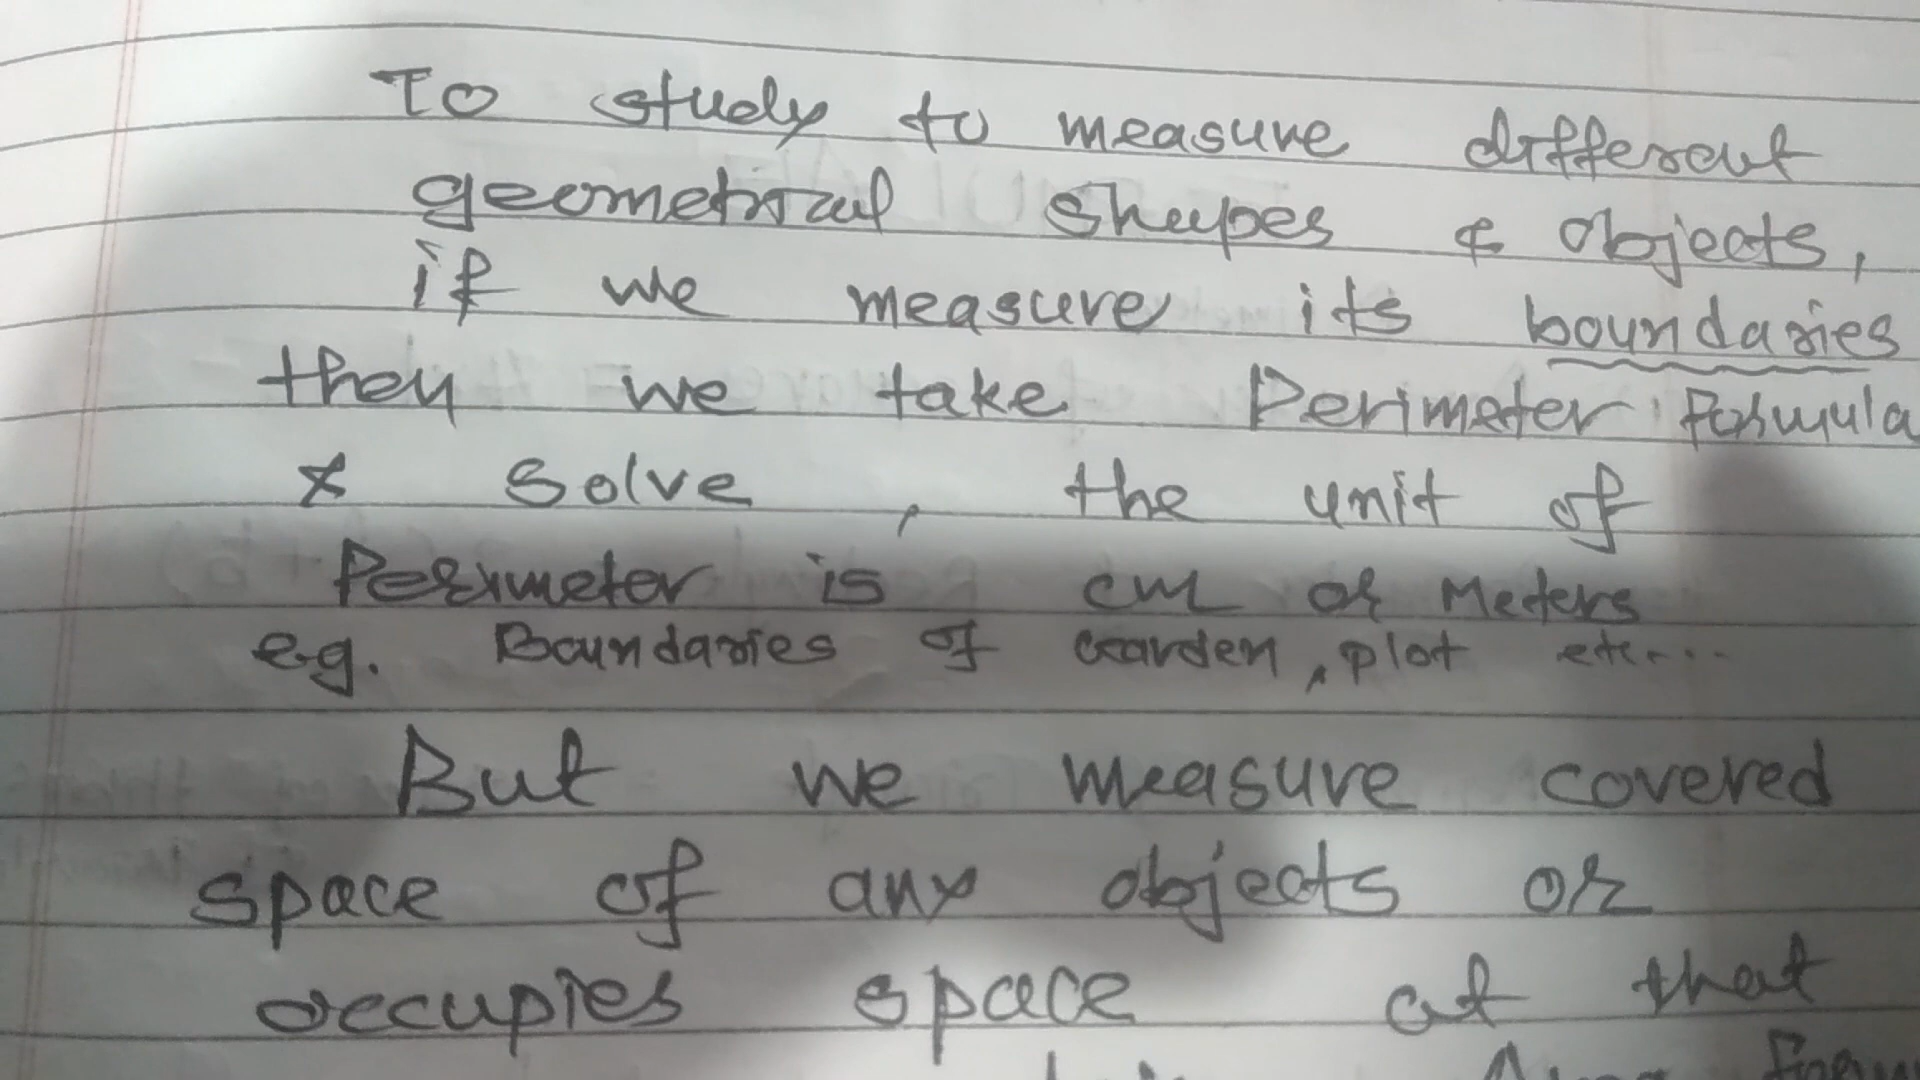 To study to measure different
geometrical shapes & objects,
if we measure its boundaries
then we take Perimeter formula
& solve, the unit of
Perimeter is cm or Meters
e.g. Boundaries of Garden, plot etc....
But we measure covered
space of any objects or
occupies space at that